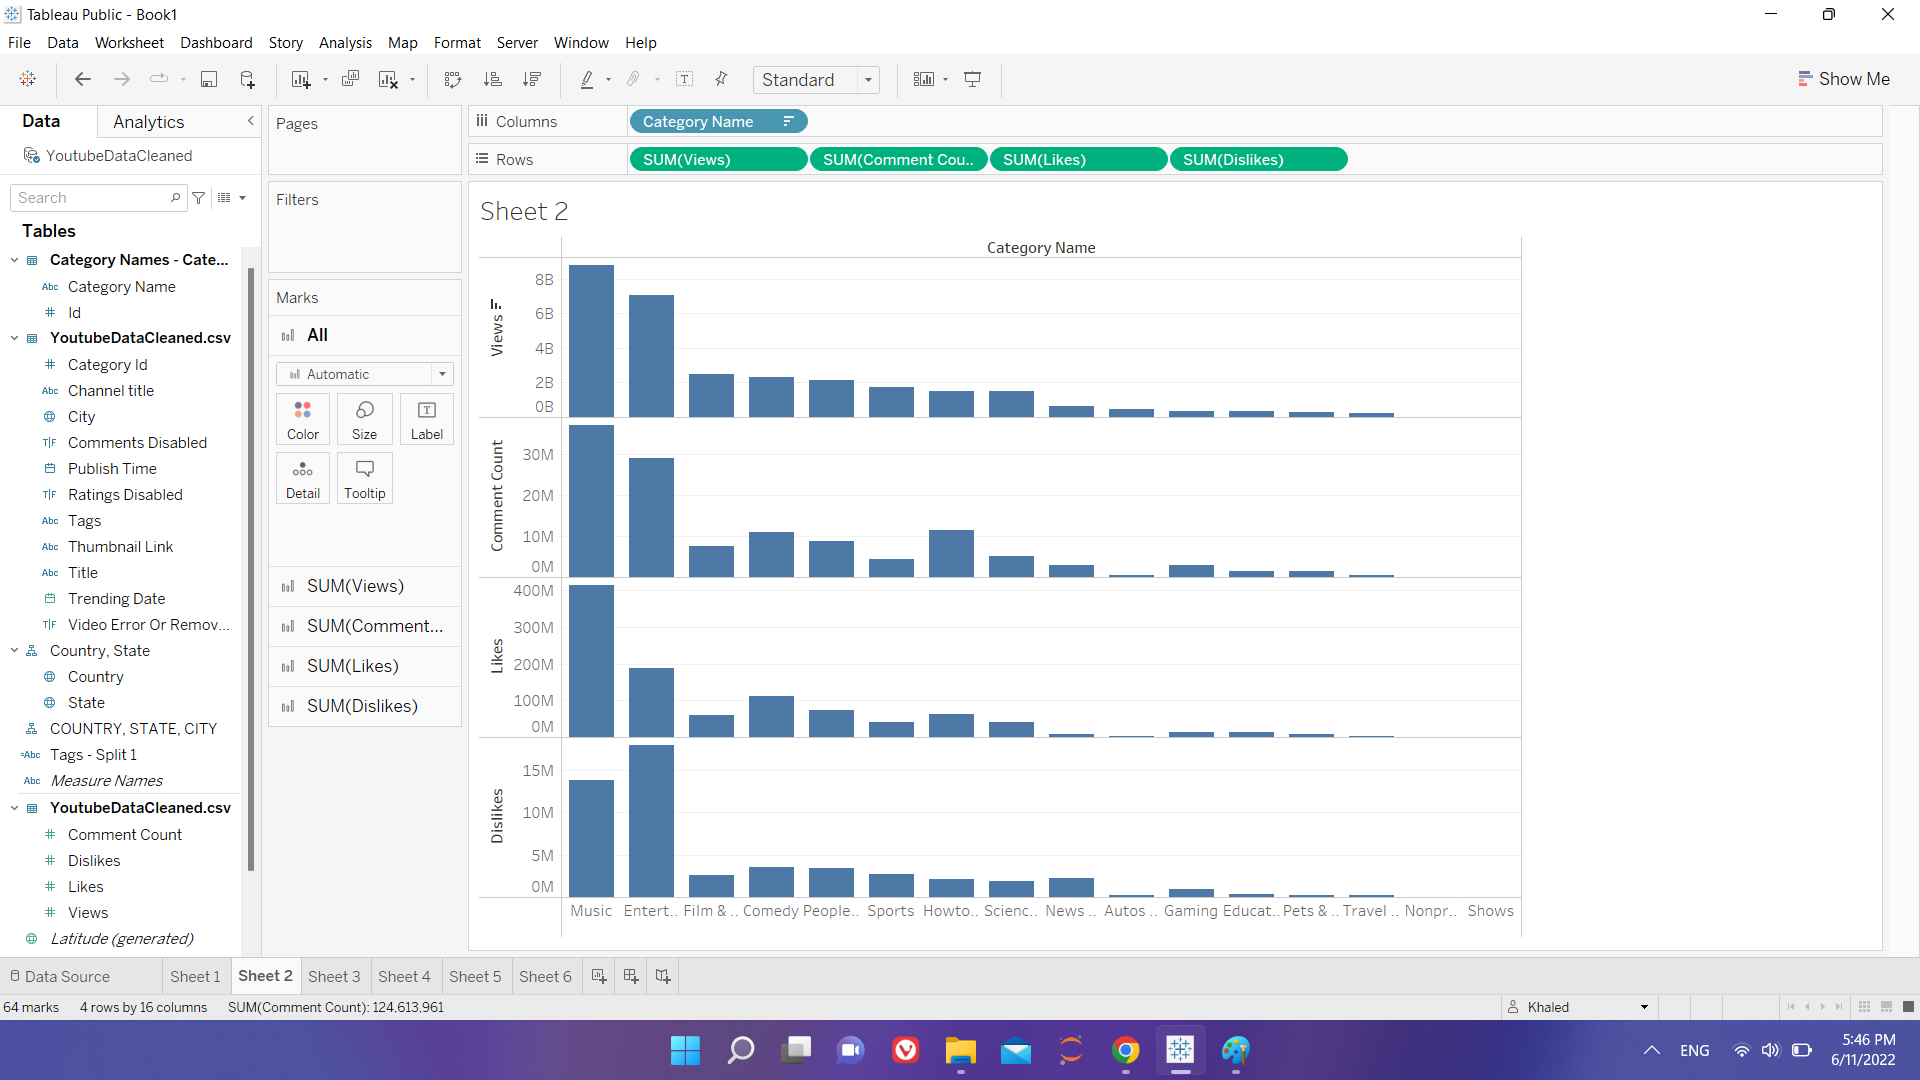 Tableau Public - Book1
File Data Worksheet Dashboard Story Analysis Map Format Server Window Help
Standard
Show Me
Data
Analytics
YoutubeDataCleaned
Search
Tables
Category Names - Cate...
Abc Category Name
# Id
YoutubeDataCleaned.csv
# Category Id
Abc Channel title
City
T|F Comments Disabled
Publish Time
T|F Ratings Disabled
Abc Tags
Abc Thumbnail Link
Abc Title
Trending Date
T|F Video Error Or Remov...
Country, State
Country
State
COUNTRY, STATE, CITY
=Abc Tags - Split 1
Abc Measure Names
YoutubeDataCleaned.csv
# Comment Count
# Dislikes
# Likes
# Views
Latitude (generated)
Pages
Filters
Marks
All
Automatic
Color
Size
T
Label
Detail
Tooltip
SUM(Views)
SUM(Comment...
SUM(Likes)
SUM(Dislikes)
Columns
Category Name
Rows
SUM(Views)
SUM(Comment Cou..
SUM(Likes)
SUM(Dislikes)
Sheet 2
Category Name
Views
8B
6B
4B
2B
0B
Comment Count
30M
20M
10M
0M
Likes
400M
300M
200M
100M
0M
Dislikes
15M
10M
5M
0M
Music Entert.. Film & .. Comedy People.. Sports Howto.. Scienc.. News .. Autos .. Gaming Educat.. Pets & .. Travel .. Nonpr.. Shows
Data Source
Sheet 1
Sheet 2
Sheet 3
Sheet 4
Sheet 5
Sheet 6
64 marks
4 rows by 16 columns
SUM(Comment Count): 124,613,961
Khaled
ENG
5:46 PM
6/11/2022